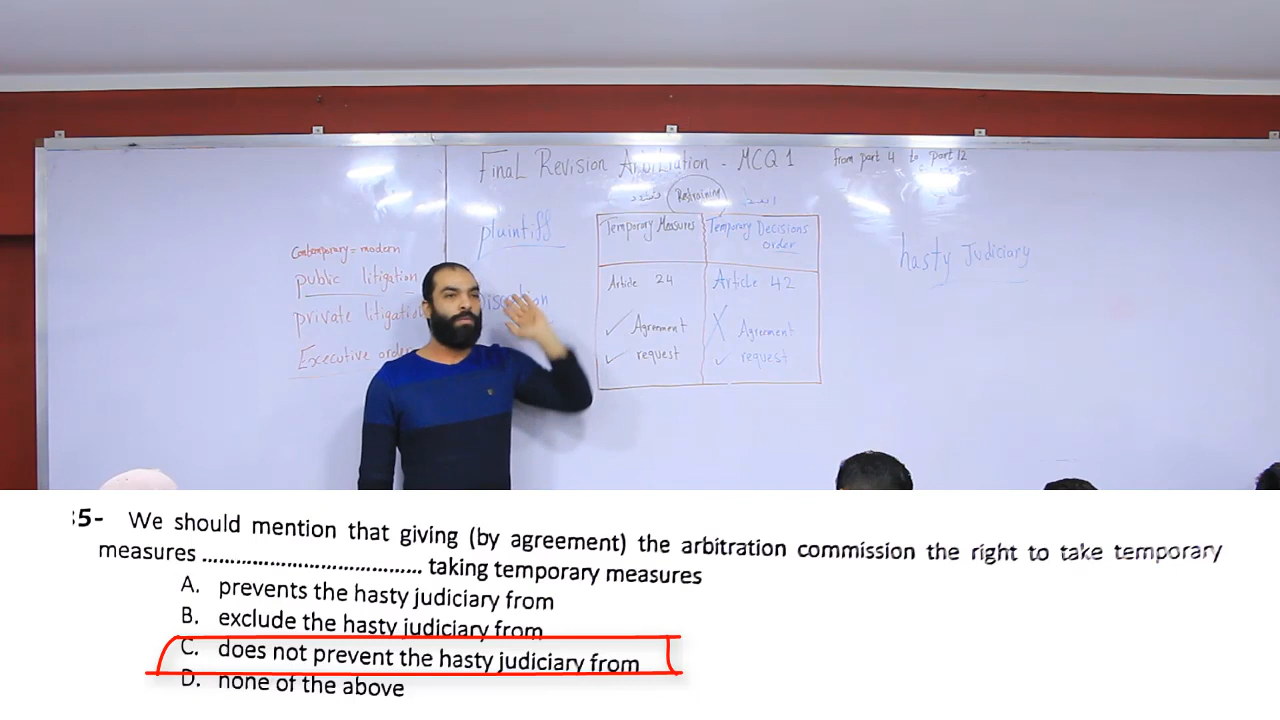 Final Revision Arbitration - MCQ 1
from part 4 to part 12
Restraining
plaintiff
Temporary Measures
Temporary Decisions
order
hasty Judiciary
Contemporary = modern
public litigation
private litigation
Executive order
Article 24
Article 42
Agreement
Agreement
request
request
5- We should mention that giving (by agreement) the arbitration commission the right to take temporary
measures ........................................ taking temporary measures
A. prevents the hasty judiciary from
B. exclude the hasty judiciary from
C. does not prevent the hasty judiciary from
D. none of the above